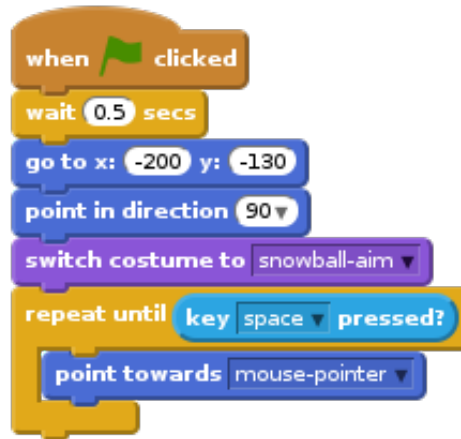 when clicked
wait 0.5 secs
go to x: -200 y: -130
point in direction 90
switch costume to snowball-aim
repeat until key space pressed?
point towards mouse-pointer